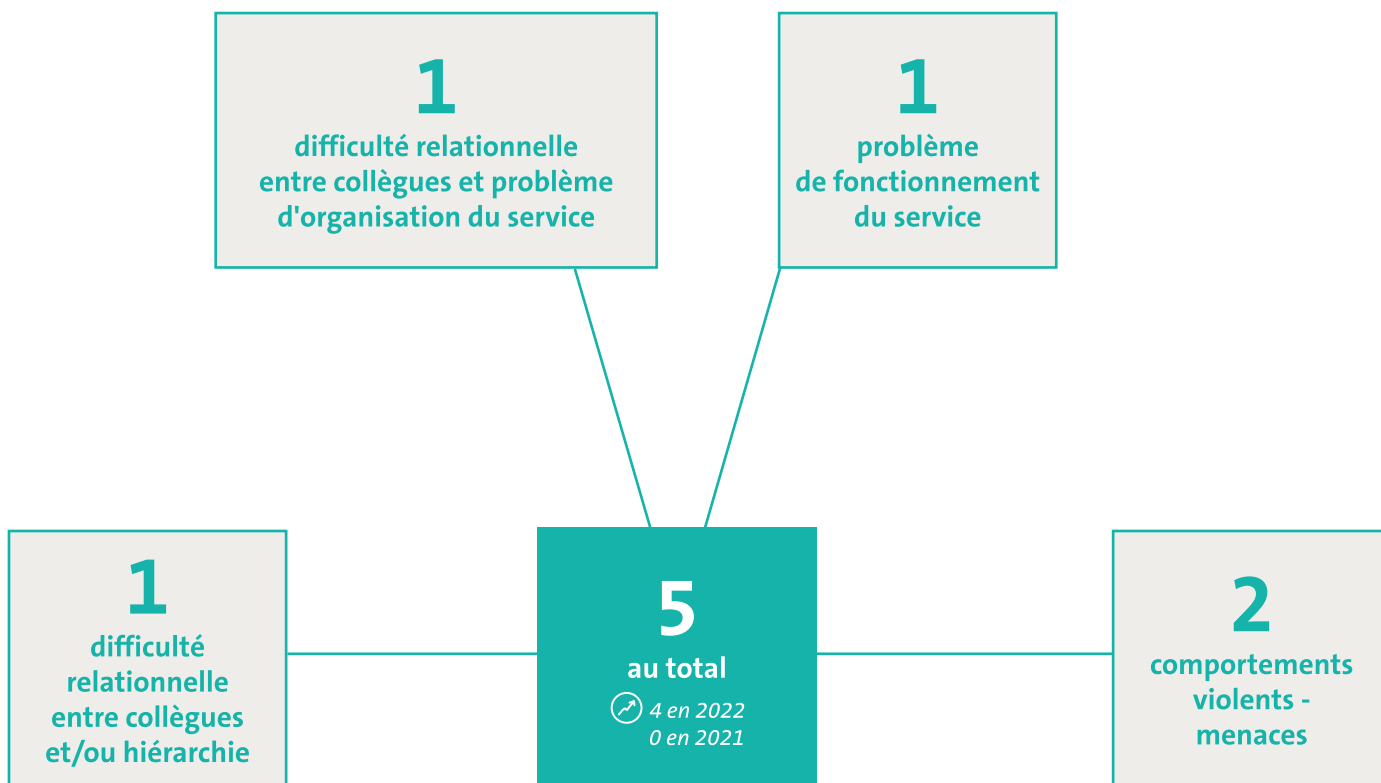 1
difficulté relationnelle
entre collègues et problème
d'organisation du service
1
problème
de fonctionnement
du service
1
difficulté
relationnelle
entre collègues
et/ou hiérarchie
5
au total
4 en 2022
0 en 2021
2
comportements
violents -
menaces